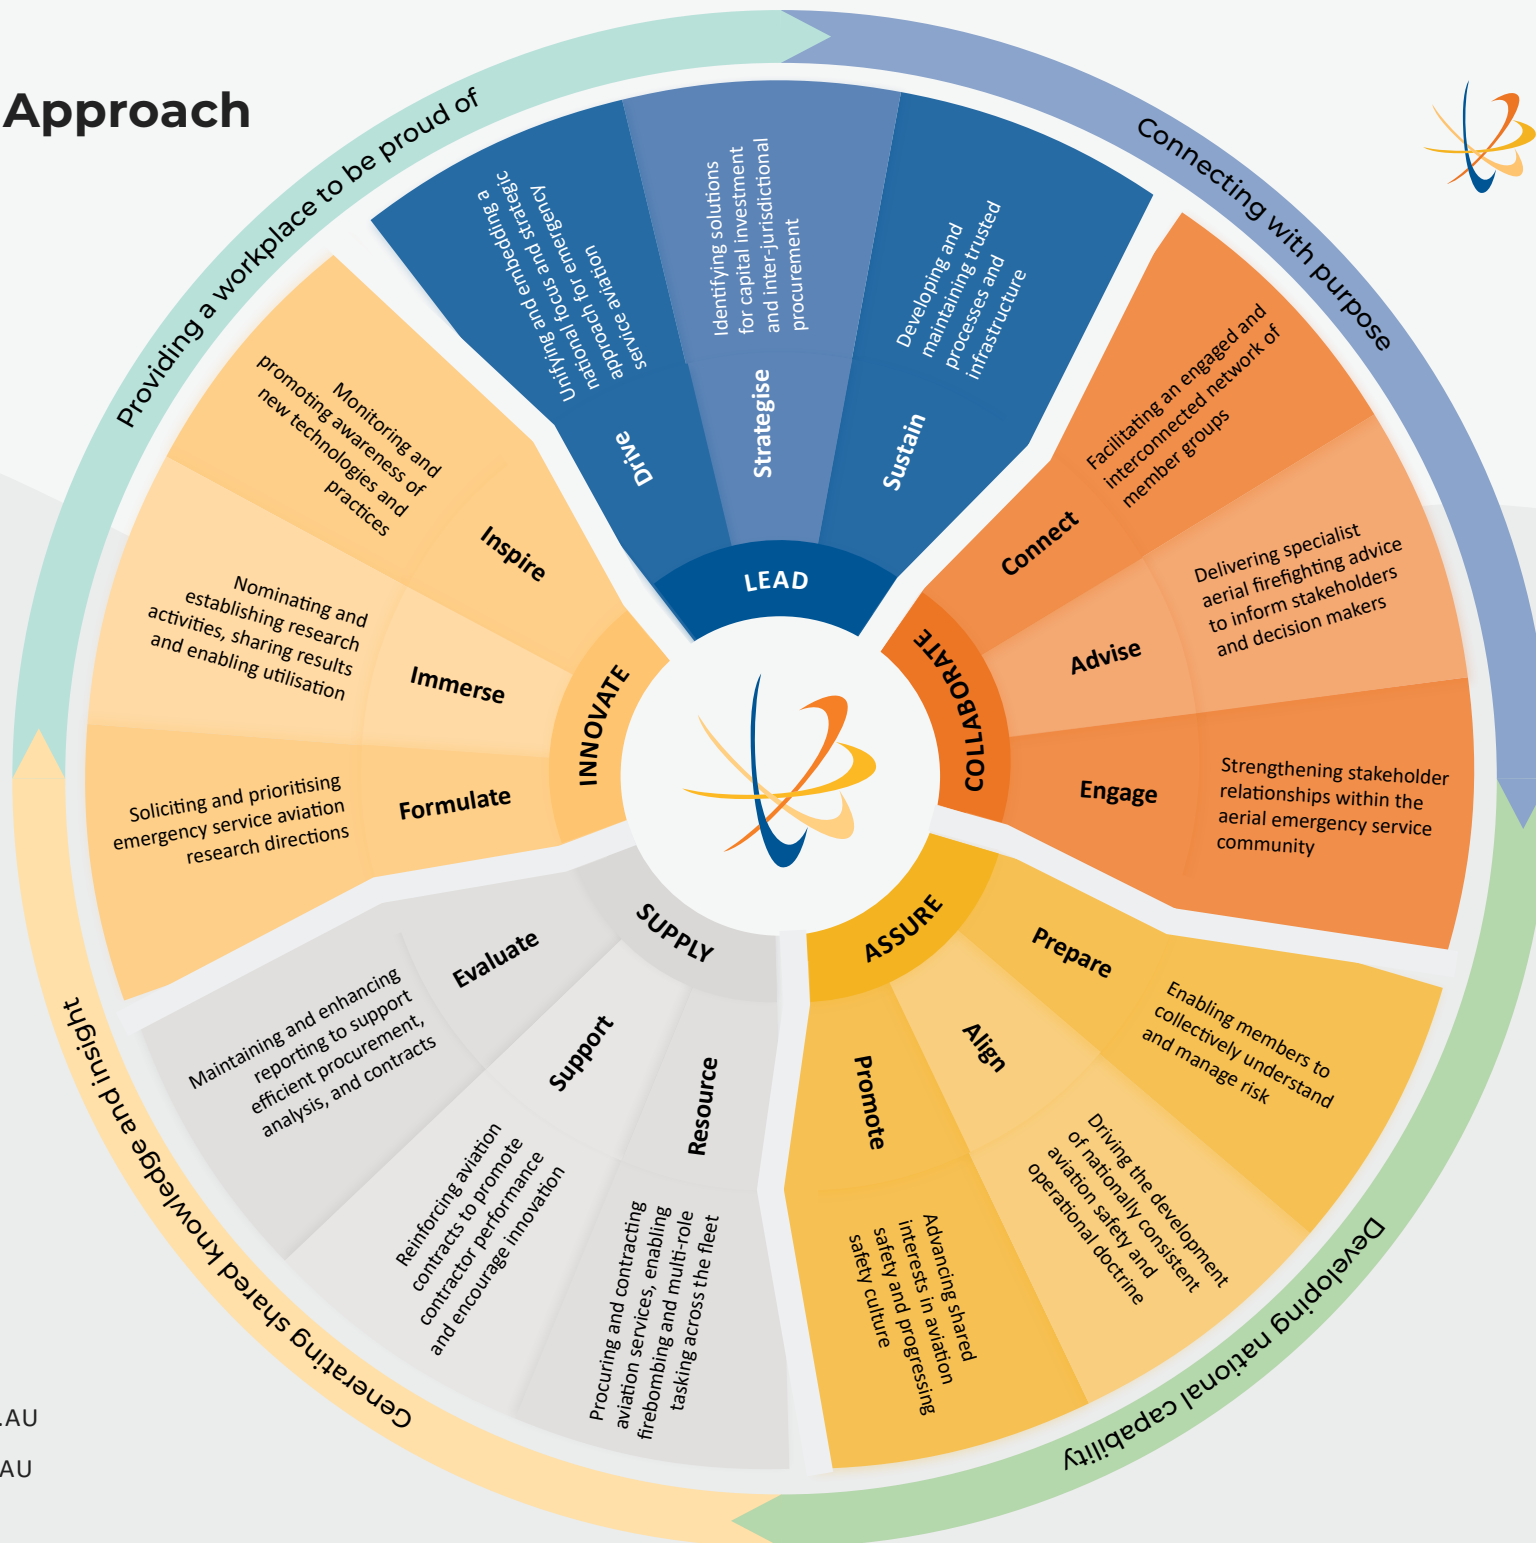 Approach
Providing a workplace to be proud of
Connecting with purpose
Developing national capability
Generating shared knowledge and insight
LEAD
Drive
Unifying and embedding a
national focus and strategic
approach for emergency
service aviation
Strategise
Identifying solutions
for capital investment
and inter-jurisdictional
procurement
Sustain
Developing and
maintaining trusted
processes and
infrastructure
COLLABORATE
Connect
Facilitating an engaged and
interconnected network of
member groups
Advise
Delivering specialist
aerial firefighting advice
to inform stakeholders
and decision makers
Engage
Strengthening stakeholder
relationships within the
aerial emergency service
community
ASSURE
Prepare
Enabling members to
collectively understand
and manage risk
Align
Driving the development
of nationally consistent
aviation safety and
operational doctrine
Promote
Advancing shared
interests in aviation
safety and progressing
safety culture
SUPPLY
Resource
Procuring and contracting
aviation services, enabling
firebombing and multi-role
tasking across the fleet
Support
Reinforcing aviation
contracts to promote
contractor performance
and encourage innovation
Evaluate
Maintaining and enhancing
reporting to support
efficient procurement,
analysis, and contracts
INNOVATE
Formulate
Soliciting and prioritising
emergency service aviation
research directions
Immerse
Nominating and
establishing research
activities, sharing results
and enabling utilisation
Inspire
Monitoring and
promoting awareness of
new technologies and
practices
.AU
AU